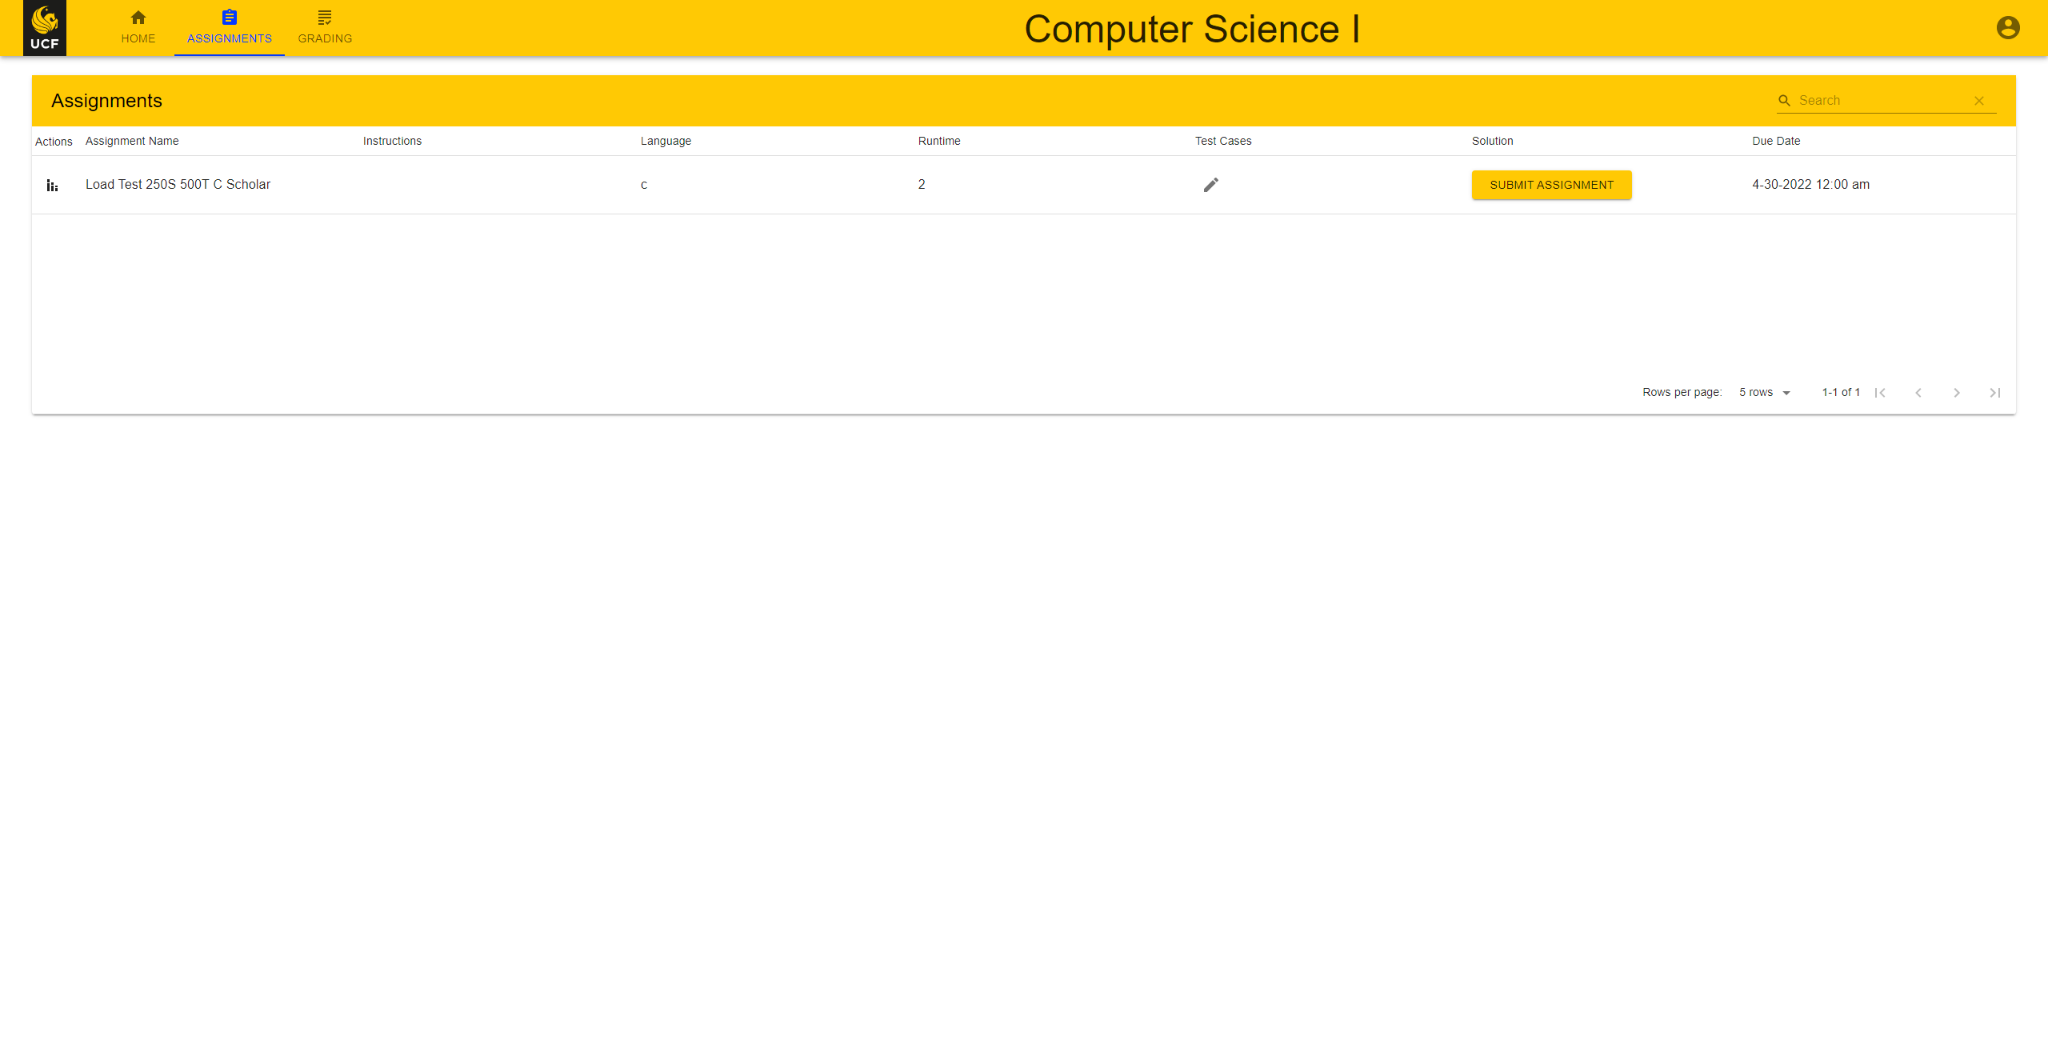 UCF
HOME ASSIGNMENTS GRADING
Computer Science I
Assignments
Search
Actions Assignment Name Instructions Language Runtime Test Cases Solution Due Date
Load Test 250S 500T C Scholar c 2 SUBMIT ASSIGNMENT 4-30-2022 12:00 am
Rows per page: 5 rows 1-1 of 1